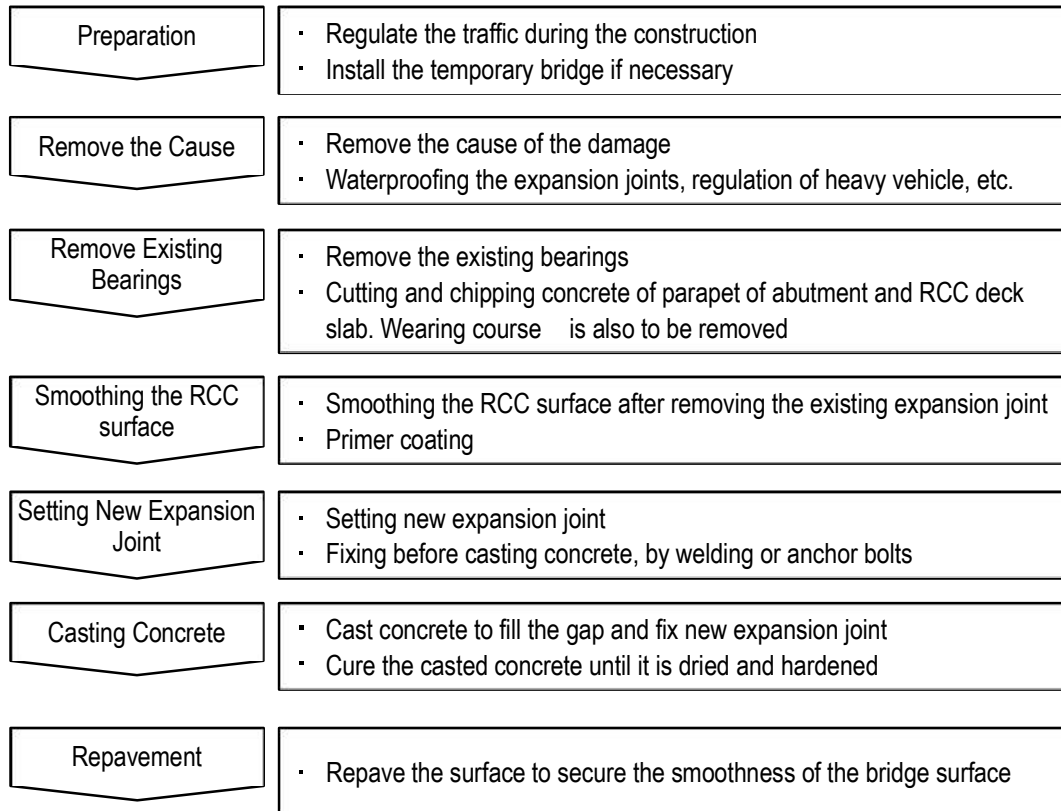 Preparation
· Regulate the traffic during the construction
· Install the temporary bridge if necessary
Remove the Cause
· Remove the cause of the damage
· Waterproofing the expansion joints, regulation of heavy vehicle, etc.
Remove Existing
Bearings
· Remove the existing bearings
· Cutting and chipping concrete of parapet of abutment and RCC deck
slab. Wearing course is also to be removed
Smoothing the RCC
surface
· Smoothing the RCC surface after removing the existing expansion joint
· Primer coating
Setting New Expansion
Joint
· Setting new expansion joint
· Fixing before casting concrete, by welding or anchor bolts
Casting Concrete
· Cast concrete to fill the gap and fix new expansion joint
· Cure the casted concrete until it is dried and hardened
Repavement
· Repave the surface to secure the smoothness of the bridge surface